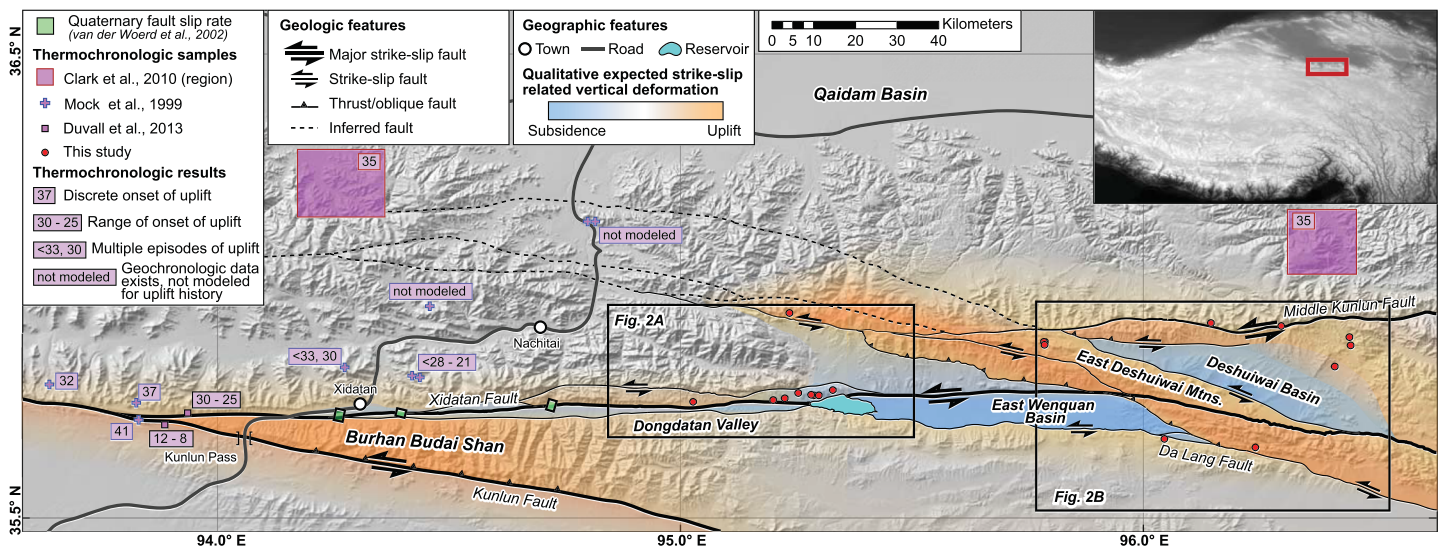 Quaternary fault slip rate
(van der Woerd et al., 2002)
Thermochronologic samples
Clark et al., 2010 (region)
Mock et al., 1999
Duvall et al., 2013
This study
Thermochronologic results
37 Discrete onset of uplift
30 - 25 Range of onset of uplift
<33, 30 Multiple episodes of uplift
not modeled Geochronologic data
exists, not modeled
for uplift history
Geologic features
Major strike-slip fault
Strike-slip fault
Thrust/oblique fault
Inferred fault
Geographic features
Town Road Reservoir
Qualitative expected strike-slip
related vertical deformation
Subsidence Uplift
Kilometers
0 5 10 20 30 40
36.5° N
35.5° N
94.0° E
95.0° E
96.0° E
Qaidam Basin
35
35
not modeled
not modeled
Fig. 2A
Middle Kunlun Fault
Nachitai
<33, 30
<28 - 21
32
37
Xidatan
30 - 25
Xidatan Fault
41
12 - 8
Kunlun Pass
Burhan Budai Shan
Kunlun Fault
Dongdatan Valley
East Wenquan
Basin
East Deshuiwai Mtns.
Deshuiwai Basin
Da Lang Fault
Fig. 2B